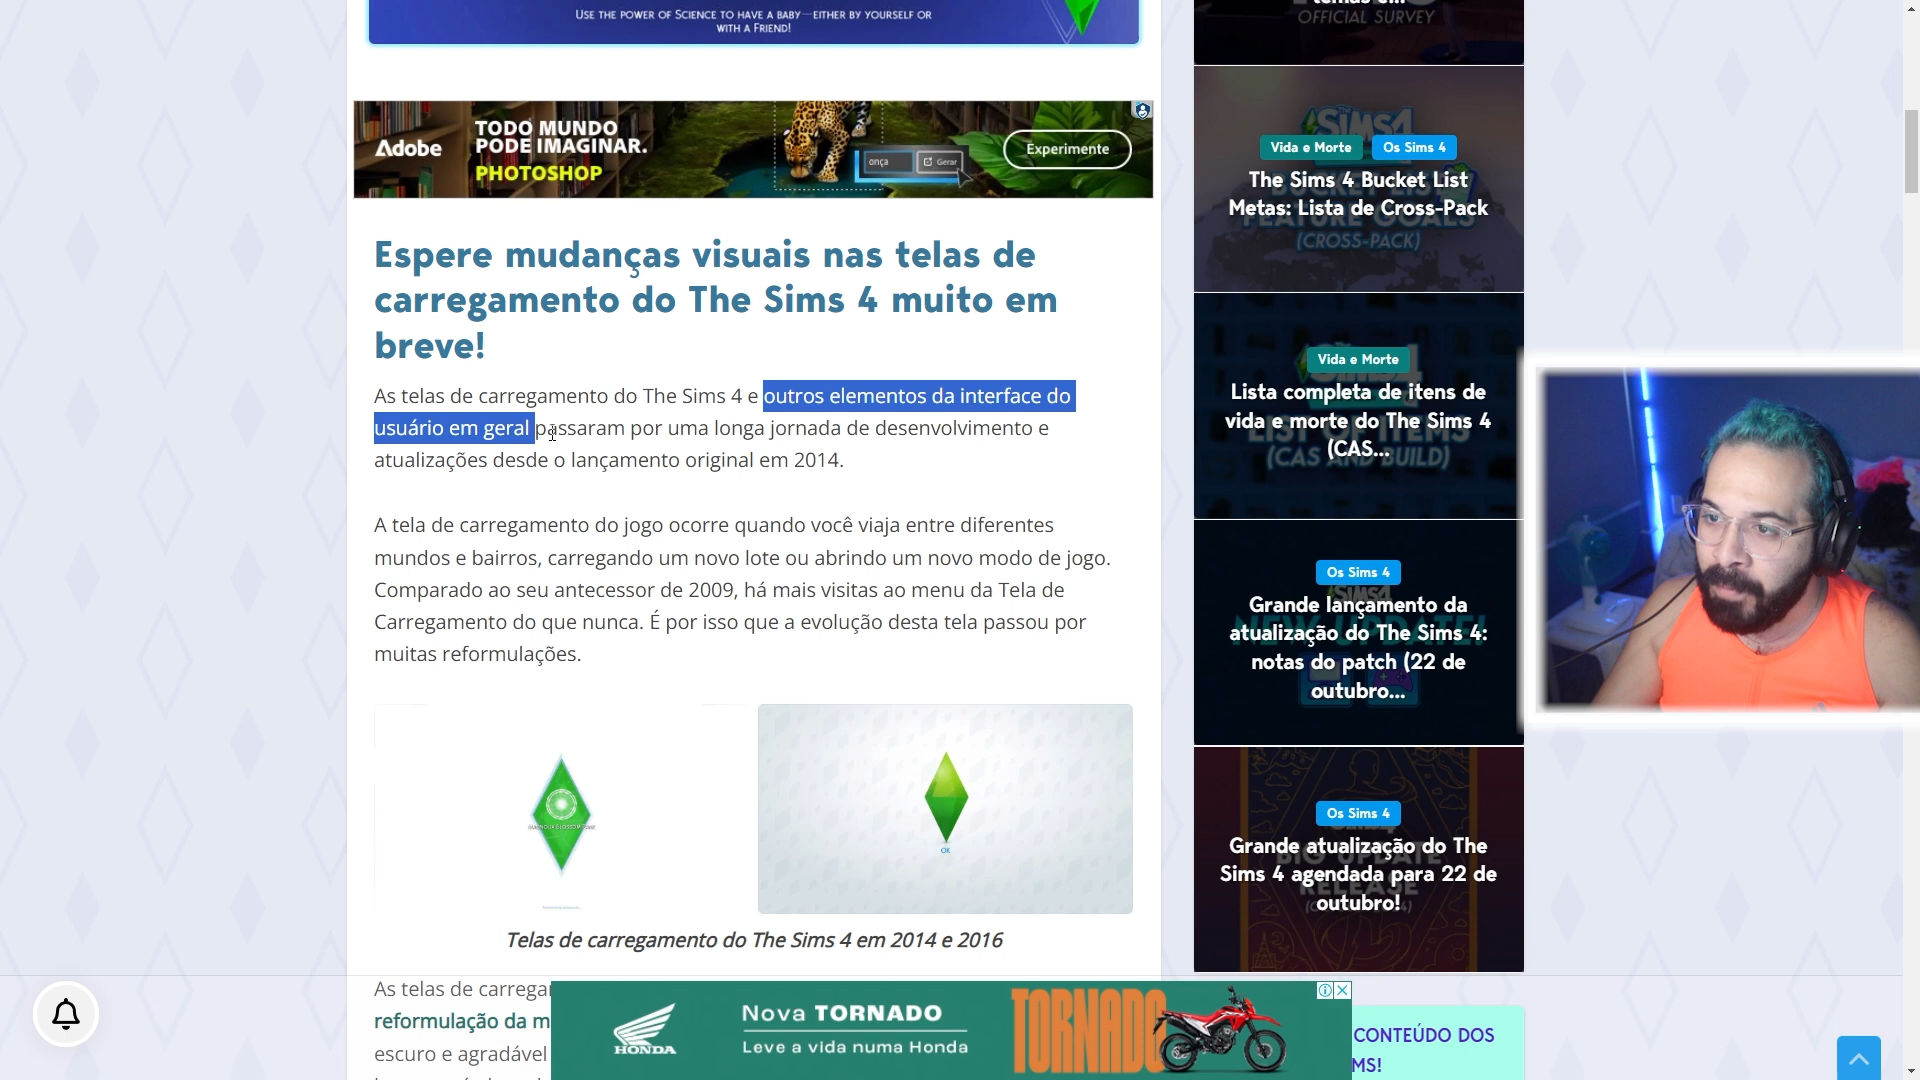 USE THE POWER OF SCIENCE TO HAVE A BABY—EITHER BY YOURSELF OR
WITH A FRIEND!
Adobe
TODO MUNDO
PODE IMAGINAR.
PHOTOSHOP
onça
Gerar
Experimente
Espere mudanças visuais nas telas de
carregamento do The Sims 4 muito em
breve!
As telas de carregamento do The Sims 4 e outros elementos da interface do
usuário em geral passaram por uma longa jornada de desenvolvimento e
atualizações desde o lançamento original em 2014.
A tela de carregamento do jogo ocorre quando você viaja entre diferentes
mundos e bairros, carregando um novo lote ou abrindo um novo modo de jogo.
Comparado ao seu antecessor de 2009, há mais visitas ao menu da Tela de
Carregamento do que nunca. É por isso que a evolução desta tela passou por
muitas reformulações.
OK
Telas de carregamento do The Sims 4 em 2014 e 2016
As telas de carregar
reformulação da m
escuro e agradável
HONDA
Nova TORNADO
Leve a vida numa Honda
TORNADO
OFFICIAL SURVEY
Vida e Morte
Os Sims 4
The Sims 4 Bucket List
Metas: Lista de Cross-Pack
(CROSS-PACK)
Vida e Morte
Lista completa de itens de
vida e morte do The Sims 4
(CAS...
LIST OF ITEMS
(CAS AND BUILD)
Os Sims 4
Grande lançamento da
atualização do The Sims 4:
notas do patch (22 de
outubro...
Os Sims 4
Grande atualização do The
Sims 4 agendada para 22 de
outubro!
BIG UPDATE
RELEASE
CONTEÚDO DOS
MS!